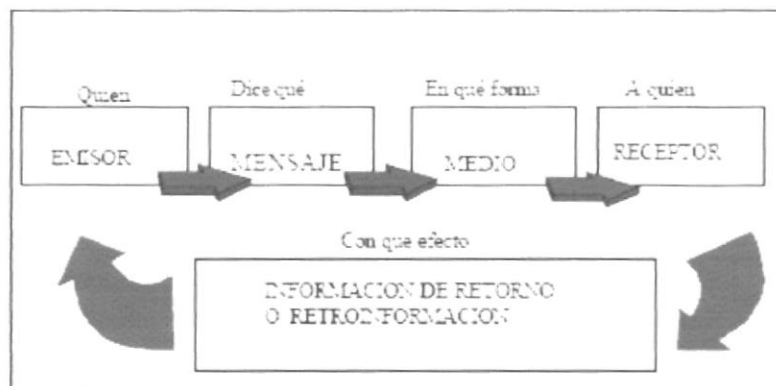 Quien
Dice qué
En qué forma
A quien
EMISOR
MENSAJE
MEDIO
RECEPTOR
Con que efecto
INFORMACION DE RETORNO
O RETROINFORMACION